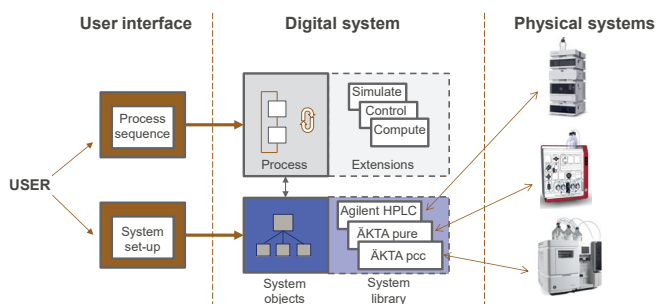 User interface
Digital system
Physical systems
Process
sequence
Simulate
Control
Compute
Process
Extensions
USER
System
set-up
Agilent HPLC
ÄKTA pure
ÄKTA pcc
System
objects
System
library